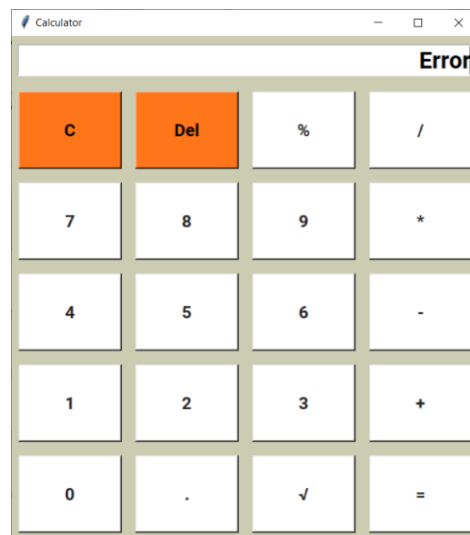 Calculator
Error
C Del % /
7 8 9 *
4 5 6 -
1 2 3 +
0 . √ =